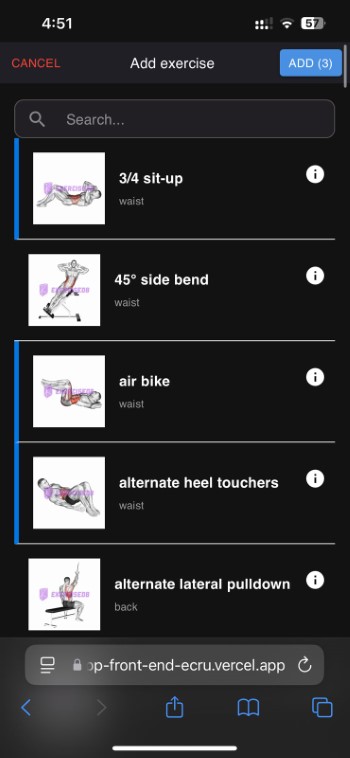 4:51
57
CANCEL
Add exercise
ADD (3)
Search...
3/4 sit-up
waist
45° side bend
waist
air bike
waist
alternate heel touchers
waist
alternate lateral pulldown
back
op-front-end-ecru.vercel.app